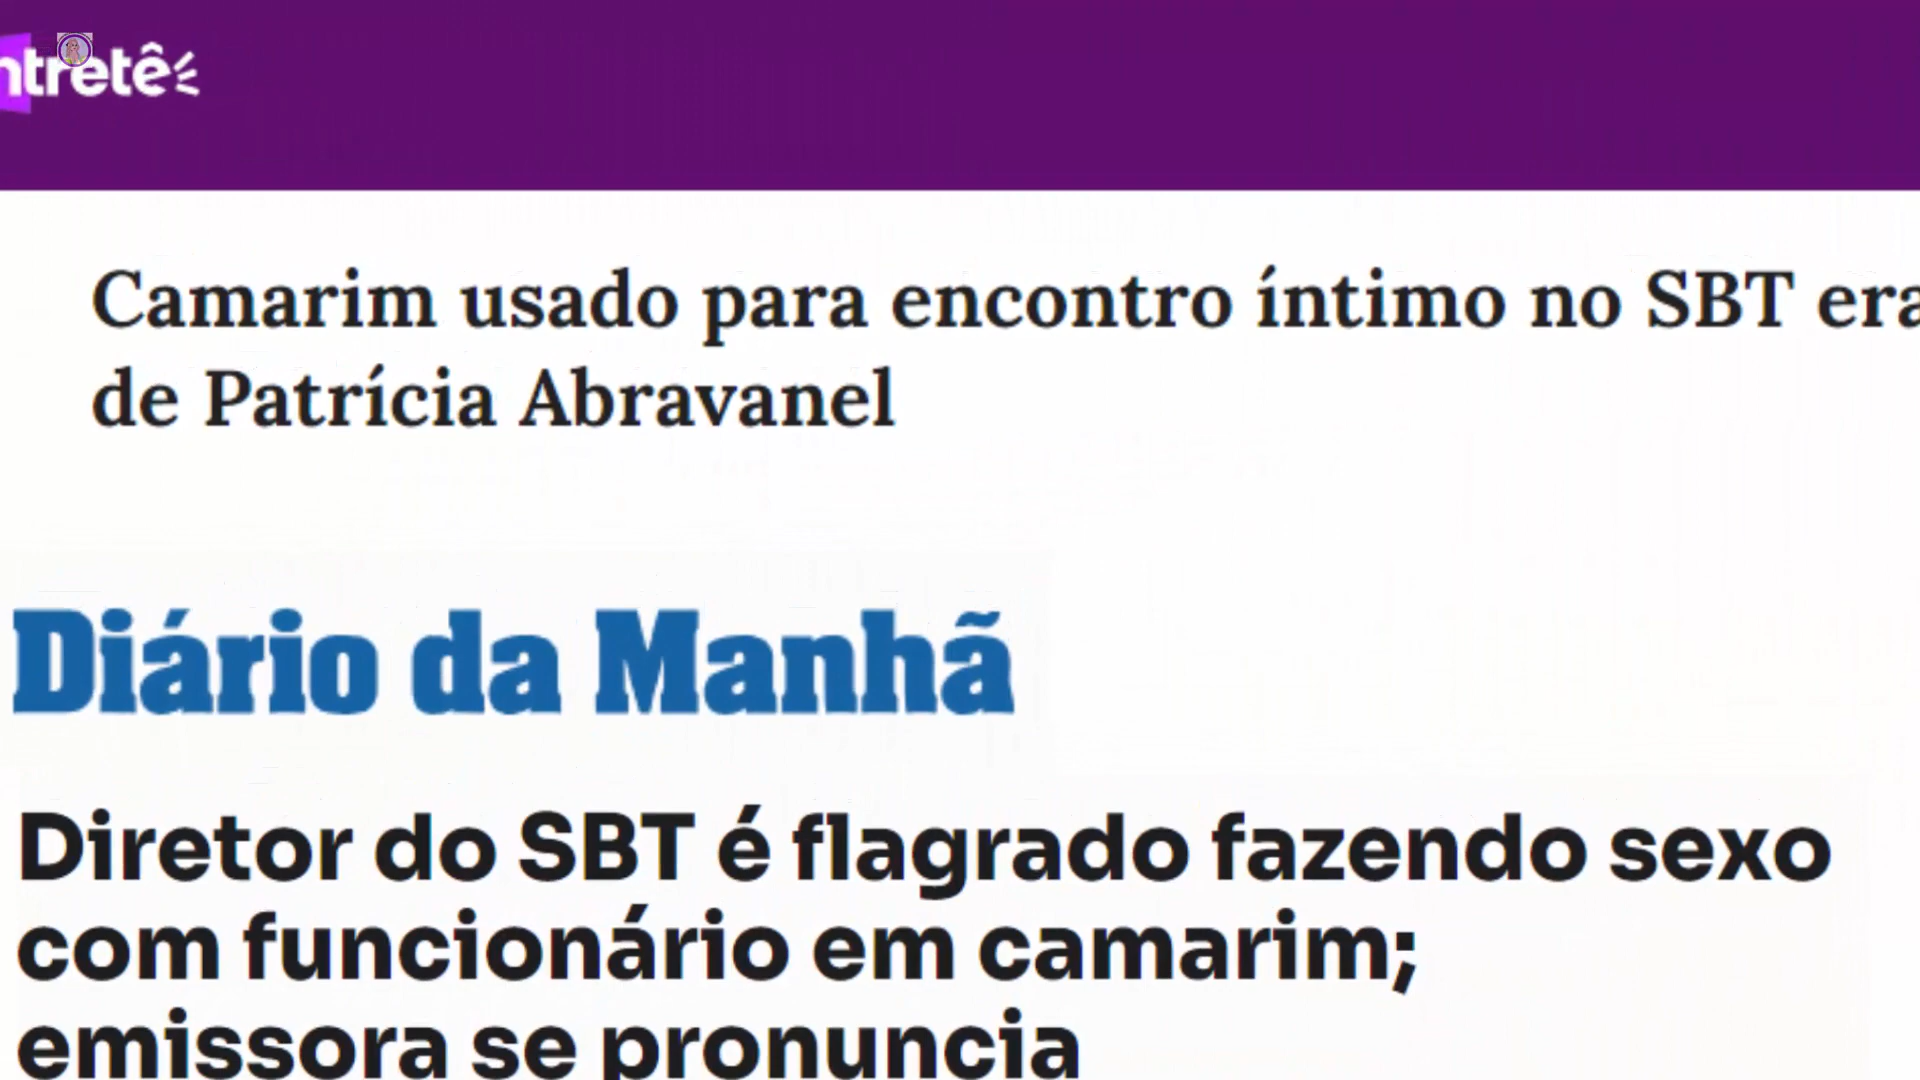 ntretê
Camarim usado para encontro íntimo no SBT era
de Patrícia Abravanel
Diário da Manhã
Diretor do SBT é flagrado fazendo sexo
com funcionário em camarim;
emissora se pronuncia